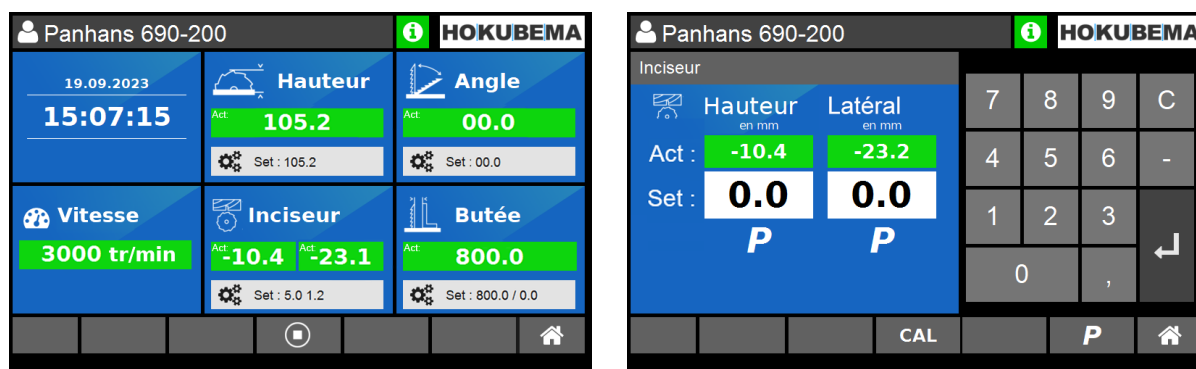 Panhans 690-200
HOKUBEMA
19.09.2023
15:07:15
Hauteur
Act: 105.2
Set : 105.2
Angle
Act: 00.0
Set : 00.0
Vitesse
3000 tr/min
Inciseur
Act: -10.4 Act: -23.1
Set : 5.0 1.2
Butée
Act: 800.0
Set : 800.0 / 0.0
Panhans 690-200
HOKUBEMA
Inciseur
Hauteur Latéral
en mm en mm
Act : -10.4 -23.2
Set : 0.0 0.0
P P
7 8 9 C
4 5 6 -
1 2 3
0 ,
CAL P